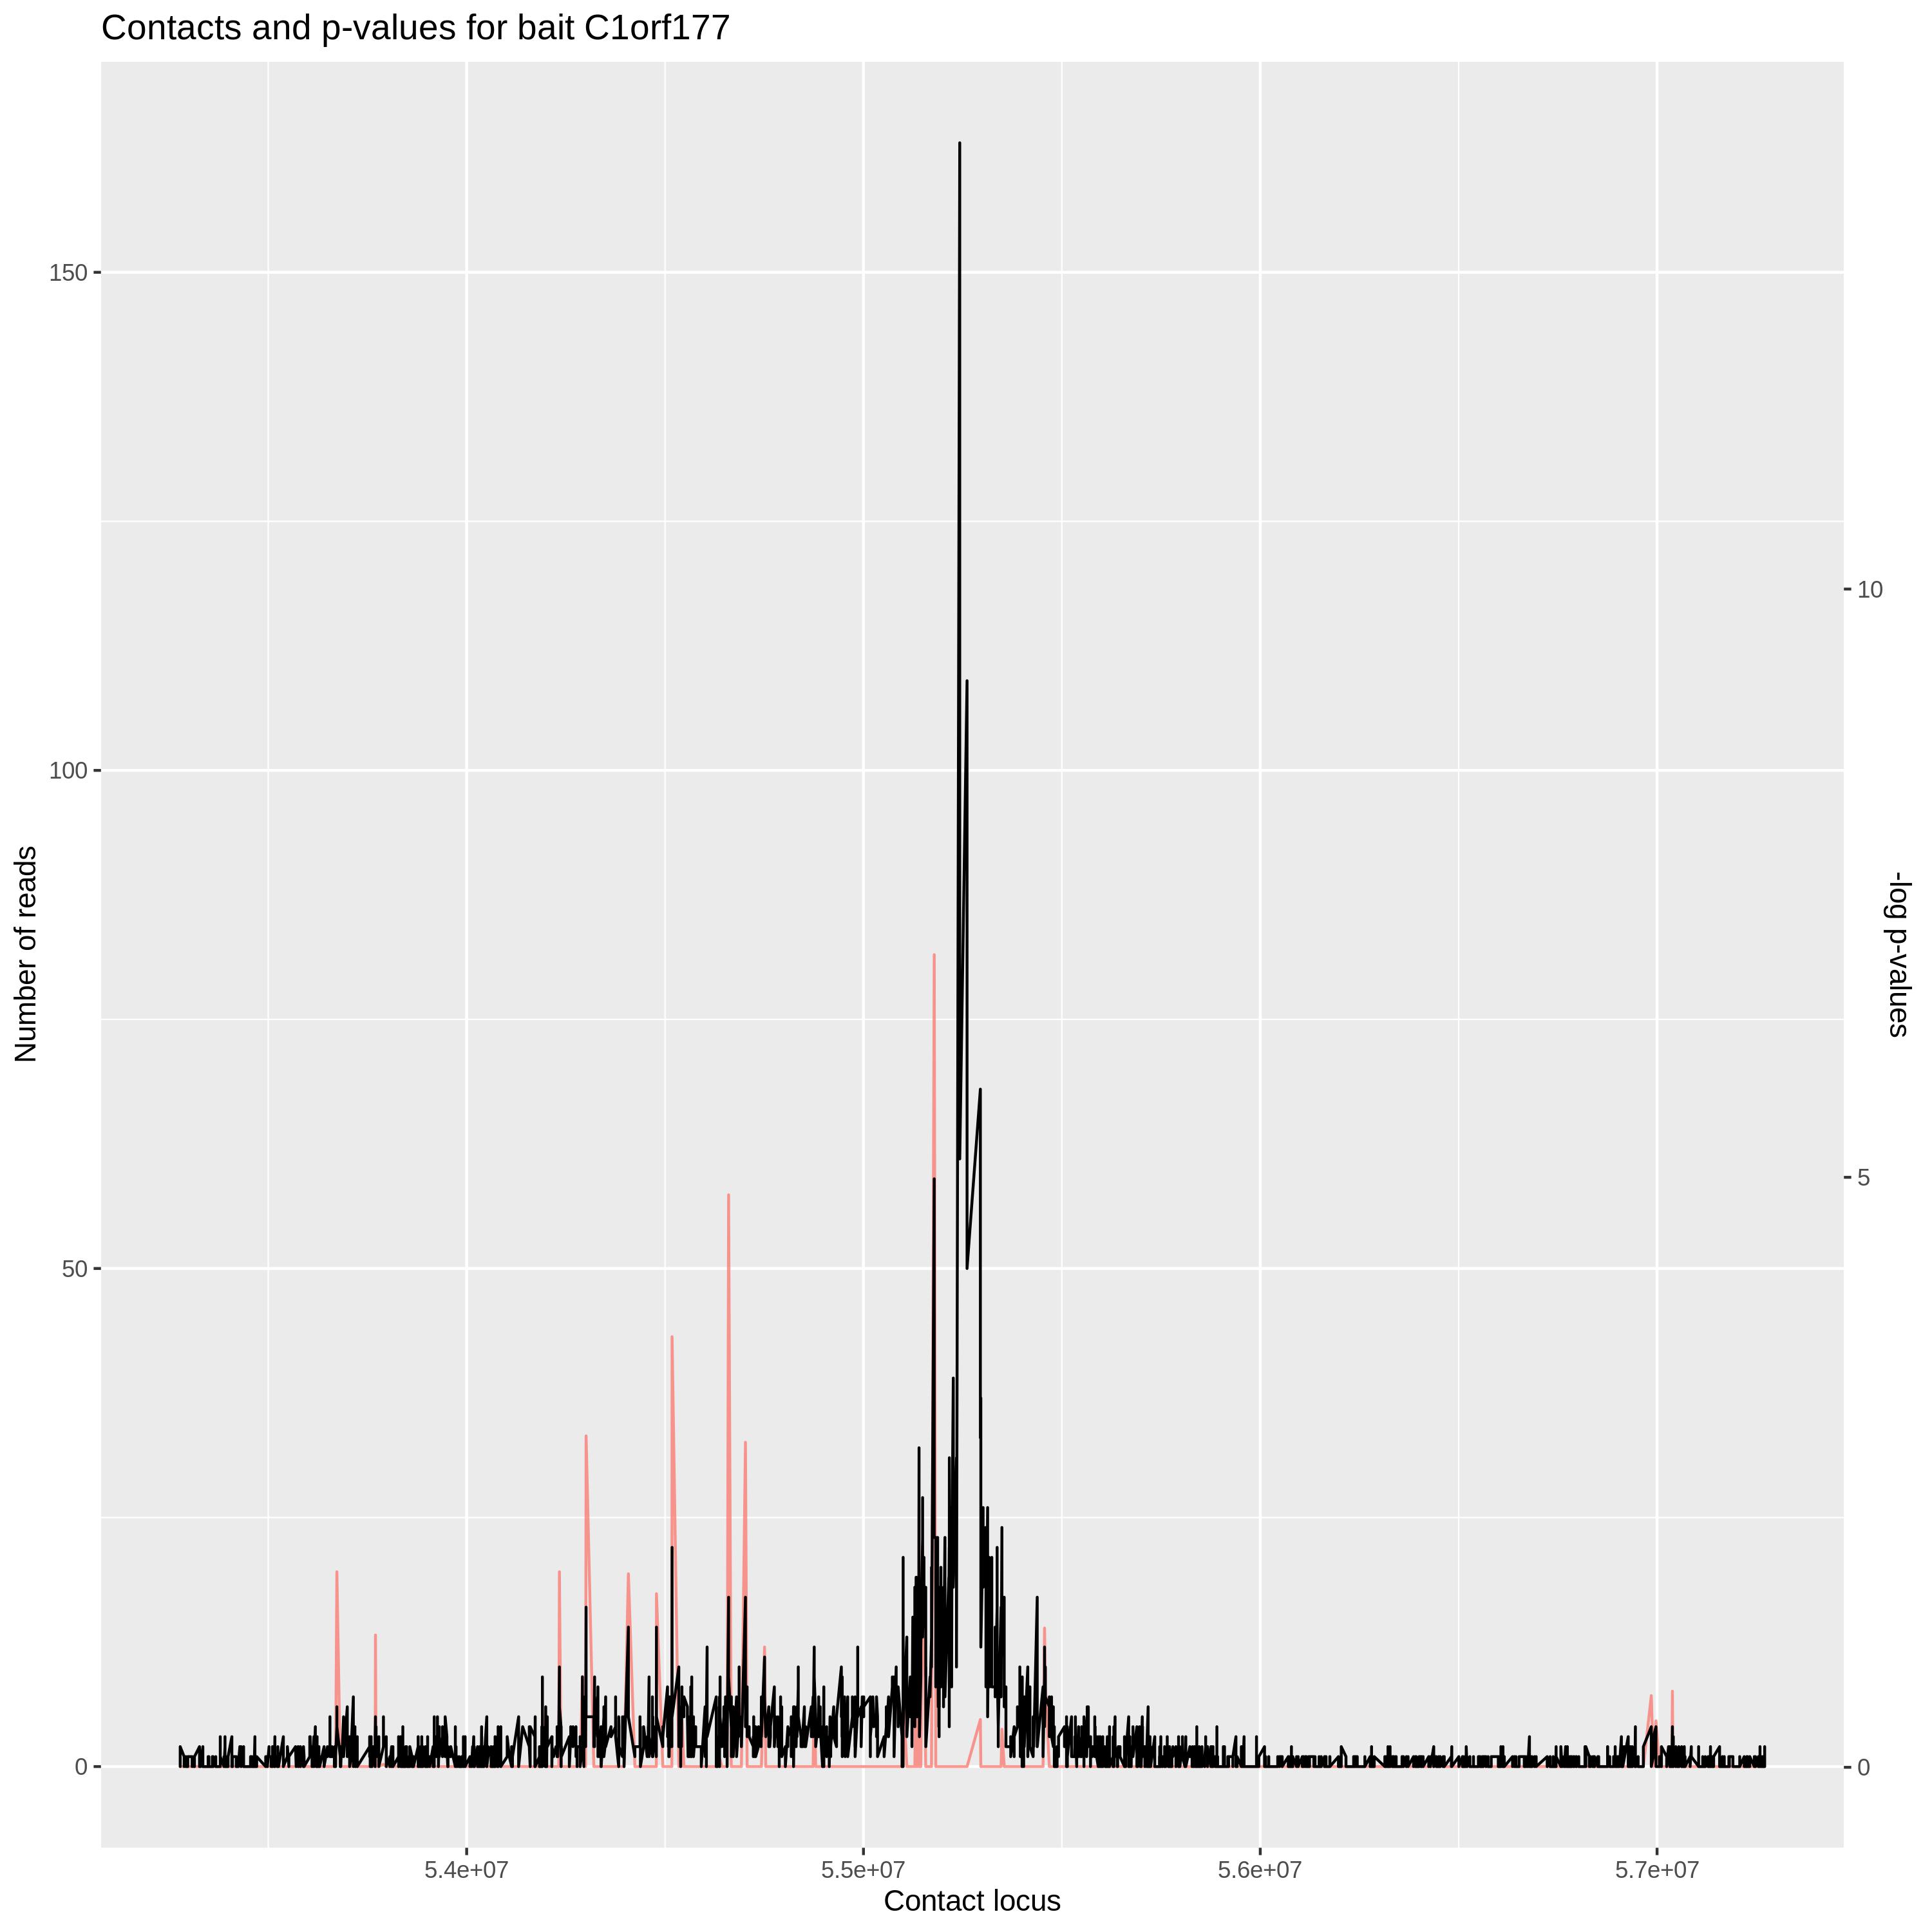 Contacts and p-values for bait C1orf177
150
100
50
0
Number of reads
10
5
0
-log p-values
5.4e+07
5.5e+07
5.6e+07
5.7e+07
Contact locus